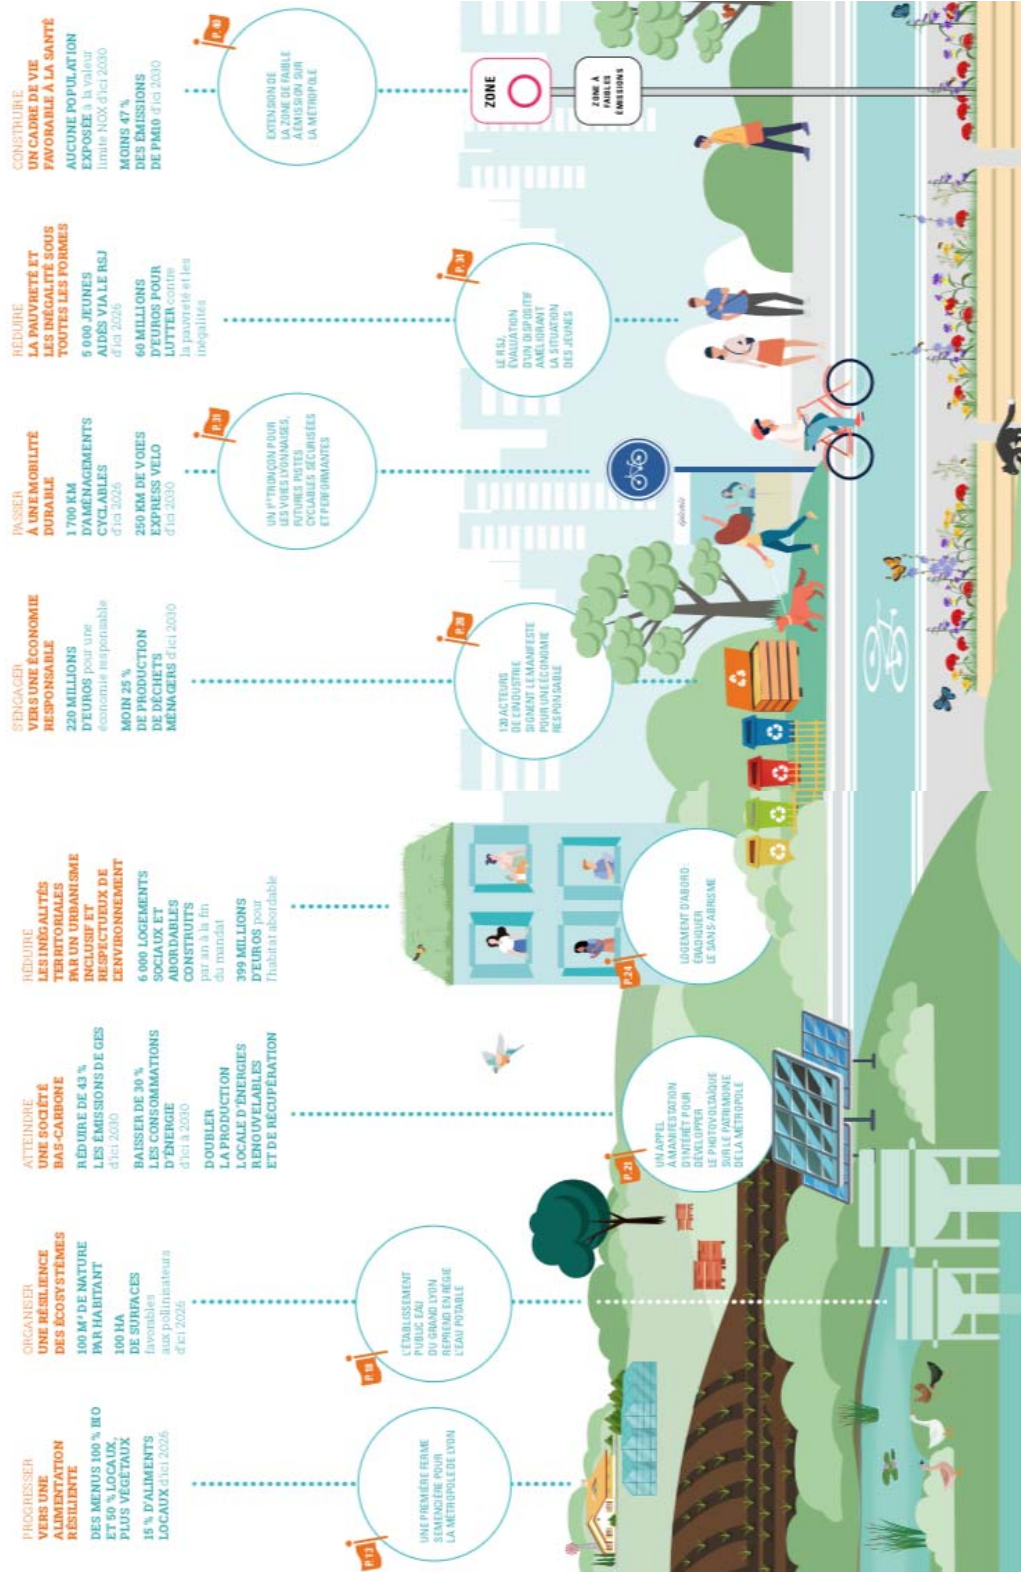 PROGRESSER
VERS UNE
ALIMENTATION
RÉSILIENTE
DES MENUS 100 % BIO
ET 50 % LOCAUX,
PLUS VÉGÉTAUX
15 % D'ALIMENTS
LOCAUX d'ici 2026
P.13
UNE PREMIÈRE FERME
SEMENCIÈRE POUR
LA MÉTROPOLE DE LYON
ORGANISER
UNE RÉSILIENCE
DES ÉCOSYSTÈMES
100 M² DE NATURE
PAR HABITANT
100 HA
DE SURFACES
favorables
aux pollinisateurs
d'ici 2026
P.18
L'ÉTABLISSEMENT
PUBLIC EAU
DU GRAND LYON
REPREND EN RÉGIE
L'EAU POTABLE
ATTEINDRE
UNE SOCIÉTÉ
BAS-CARBONE
RÉDUIRE DE 43 %
LES ÉMISSIONS DE GES
d'ici 2030
BAISSER DE 30 %
LES CONSOMMATIONS
D'ÉNERGIE
d'ici à 2030
DOUBLER
LA PRODUCTION
LOCALE D'ÉNERGIES
RENOUVELABLES
ET DE RÉCUPÉRATION
P.21
UN APPEL
À MANIFESTATION
D'INTÉRÊT POUR
DÉVELOPPER
LE PHOTOVOLTAÏQUE
SUR LE PATRIMOINE
DE LA MÉTROPOLE
RÉDUIRE
LES INÉGALITÉS
TERRITORIALES
PAR UN URBANISME
INCLUSIF ET
RESPECTUEUX DE
L'ENVIRONNEMENT
6 000 LOGEMENTS
SOCIAUX ET
ABORDABLES
CONSTRUITS
par an à la fin
du mandat
399 MILLIONS
D'EUROS pour
l'habitat abordable
P.24
LOGEMENT D'ABORD :
ÉRADIQUER
LE SANS-ABRISME
S'ENGAGER
VERS UNE ÉCONOMIE
RESPONSABLE
220 MILLIONS
D'EUROS pour une
économie responsable
MOIN 25 %
DE PRODUCTION
DE DÉCHETS
MÉNAGERS d'ici 2030
120 ACTEURS
DE L'INDUSTRIE
SIGNENT LE MANIFESTE
POUR UNE ÉCONOMIE
RESPONSABLE
PASSER
À UNE MOBILITÉ
DURABLE
1 700 KM
D'AMÉNAGEMENTS
CYCLABLES
d'ici 2026
250 KM DE VOIES
EXPRESS VELO
d'ici 2030
P.31
UN 1ER TRONÇON POUR
LES VOIES LYONNAISES,
FUTURES PISTES
CYCLABLES SÉCURISÉES
ET PERFORMANTES
RÉDUIRE
LA PAUVRETÉ ET
LES INÉGALITÉ SOUS
TOUTES LES FORMES
5 000 JEUNES
AIDÉS VIA LE RSJ
d'ici 2026
60 MILLIONS
D'EUROS POUR
LUTTER contre
la pauvreté et les
inégalités
P.34
LE RSJ,
ÉVALUATION
D'UN DISPOSITIF
AMÉLIORANT
LA SITUATION
DES JEUNES
CONSTRUIRE
UN CADRE DE VIE
FAVORABLE À LA SANTÉ
AUCUNE POPULATION
EXPOSÉE à la valeur
limite NOX d'ici 2030
MOINS 47 %
DES ÉMISSIONS
DE PM10 d'ici 2030
P.40
EXTENSION DE
LA ZONE DE FAIBLE
À ÉMISSION SUR
LA MÉTROPOLE
ZONE
ZONE À
FAIBLES
ÉMISSIONS